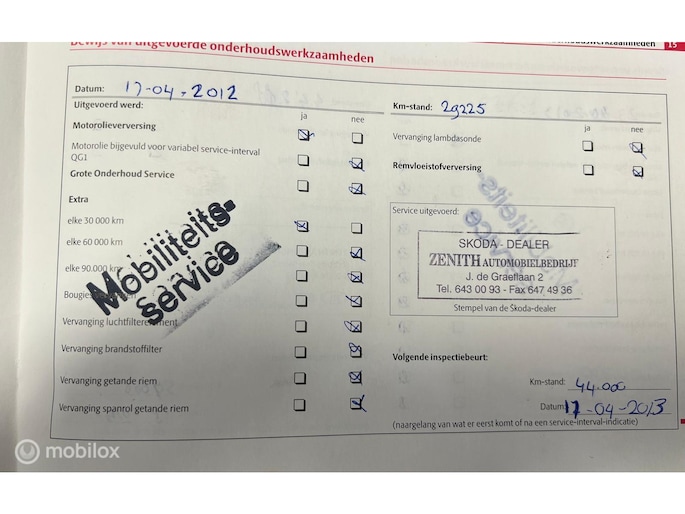 Bewijs van uitgevoerde onderhoudswerkzaamheden
15
Datum: 17-04-2012
Uitgevoerd werd:
ja nee
Motorolieverversing
Motorolie bijgevuld voor variabel service-interval
QG1
Grote Onderhoud Service
Extra
elke 30 000 km
elke 60 000 km
elke 90.000 km
Vervanging luchtfilterelement
Vervanging brandstoffilter
Vervanging getande riem
Vervanging spanrol getande riem
Mobiliteits-
service
Km-stand: 29225
ja nee
Vervanging lambdasonde
Remvloeistofverversing
Service uitgevoerd:
SKODA - DEALER
ZENITH AUTOMOBIELBEDRIJF
J. de Graeflaan 2
Tel. 643 00 93 - Fax 647 49 36
Stempel van de Škoda-dealer
Volgende inspectiebeurt:
Km-stand: 44.000
Datum: 17-04-2013
(naargelang van wat er eerst komt of na een service-interval-indicatie)
mobilox